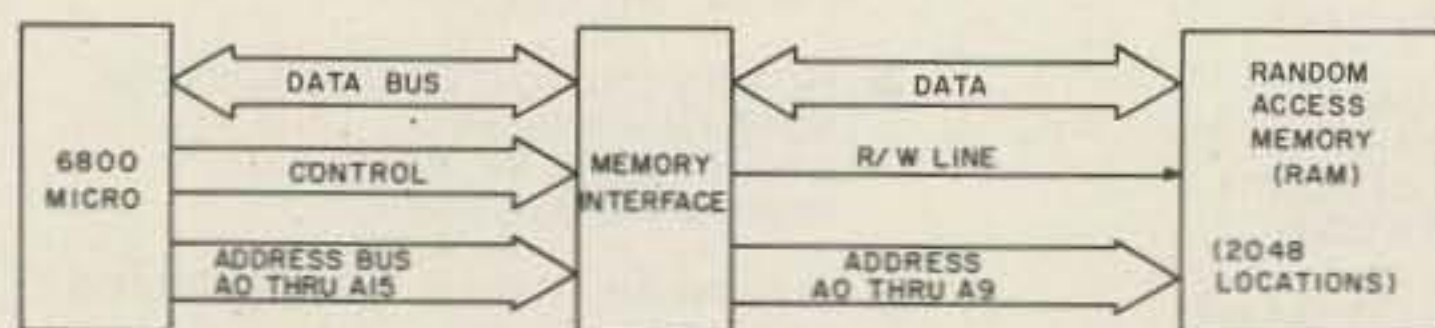 6800
MICRO
DATA BUS
CONTROL
ADDRESS BUS
AO THRU A15
MEMORY
INTERFACE
DATA
R/W LINE
ADDRESS
AO THRU A9
RANDOM
ACCESS
MEMORY
(RAM)
(2048
LOCATIONS)